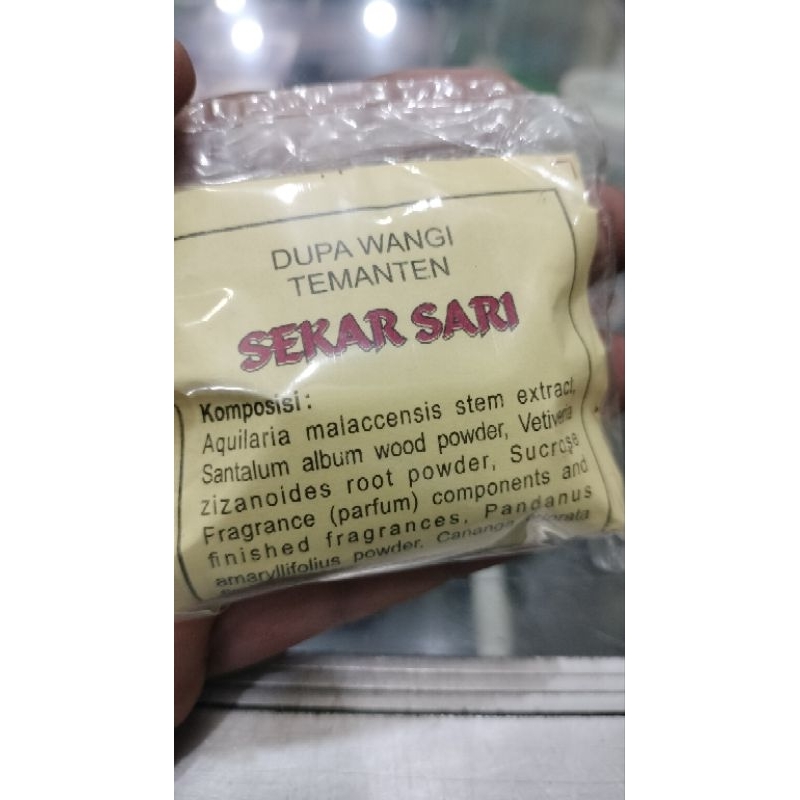 DUPA WANGI
TEMANTEN
SEKAR SARI
Komposisi :
Aquilaria malaccensis stem extract,
Santalum album wood powder, Vetiveria
zizanoides root powder, Sucrose
Fragrance (parfum) components and
finished fragrances, Pandanus
amaryllifolius powder, Cananga